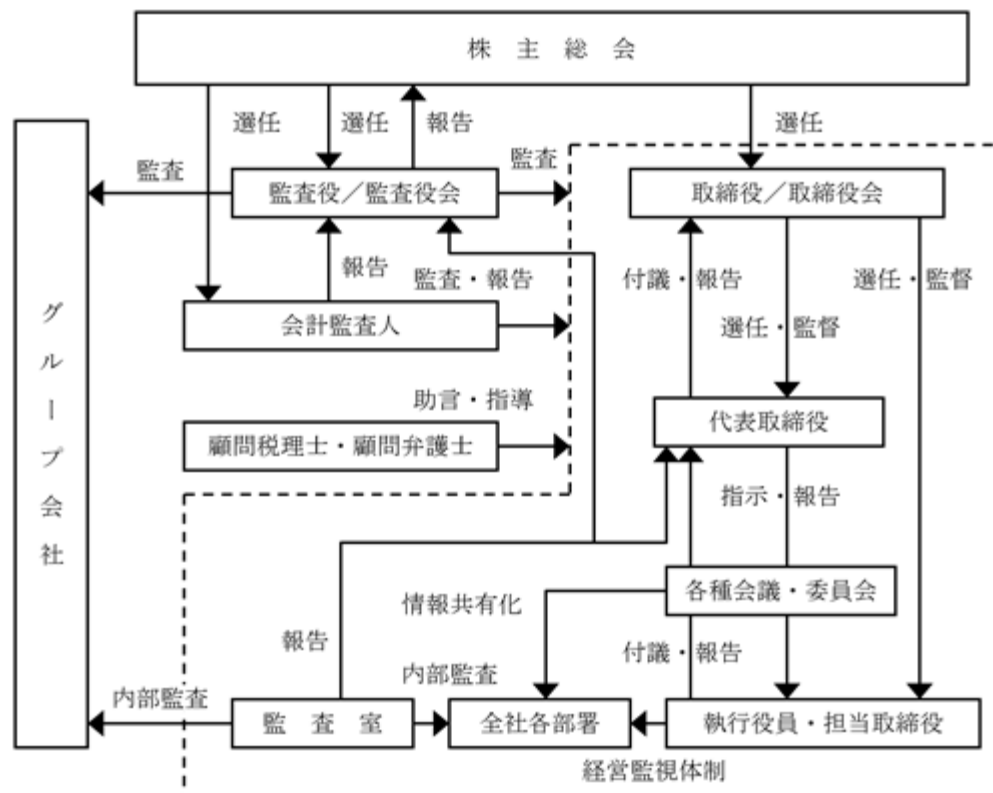 株 主 総 会
選任
選任
報告
選任
監査
監査役／監査役会
監査
取締役／取締役会
報告
監査・報告
付議・報告
選任・監督
選任・監督
会計監査人
グループ会社
助言・指導
代表取締役
顧問税理士・顧問弁護士
指示・報告
各種会議・委員会
情報共有化
報告
付議・報告
内部監査
内部監査
監 査 室
全社各部署
執行役員・担当取締役
経営監視体制